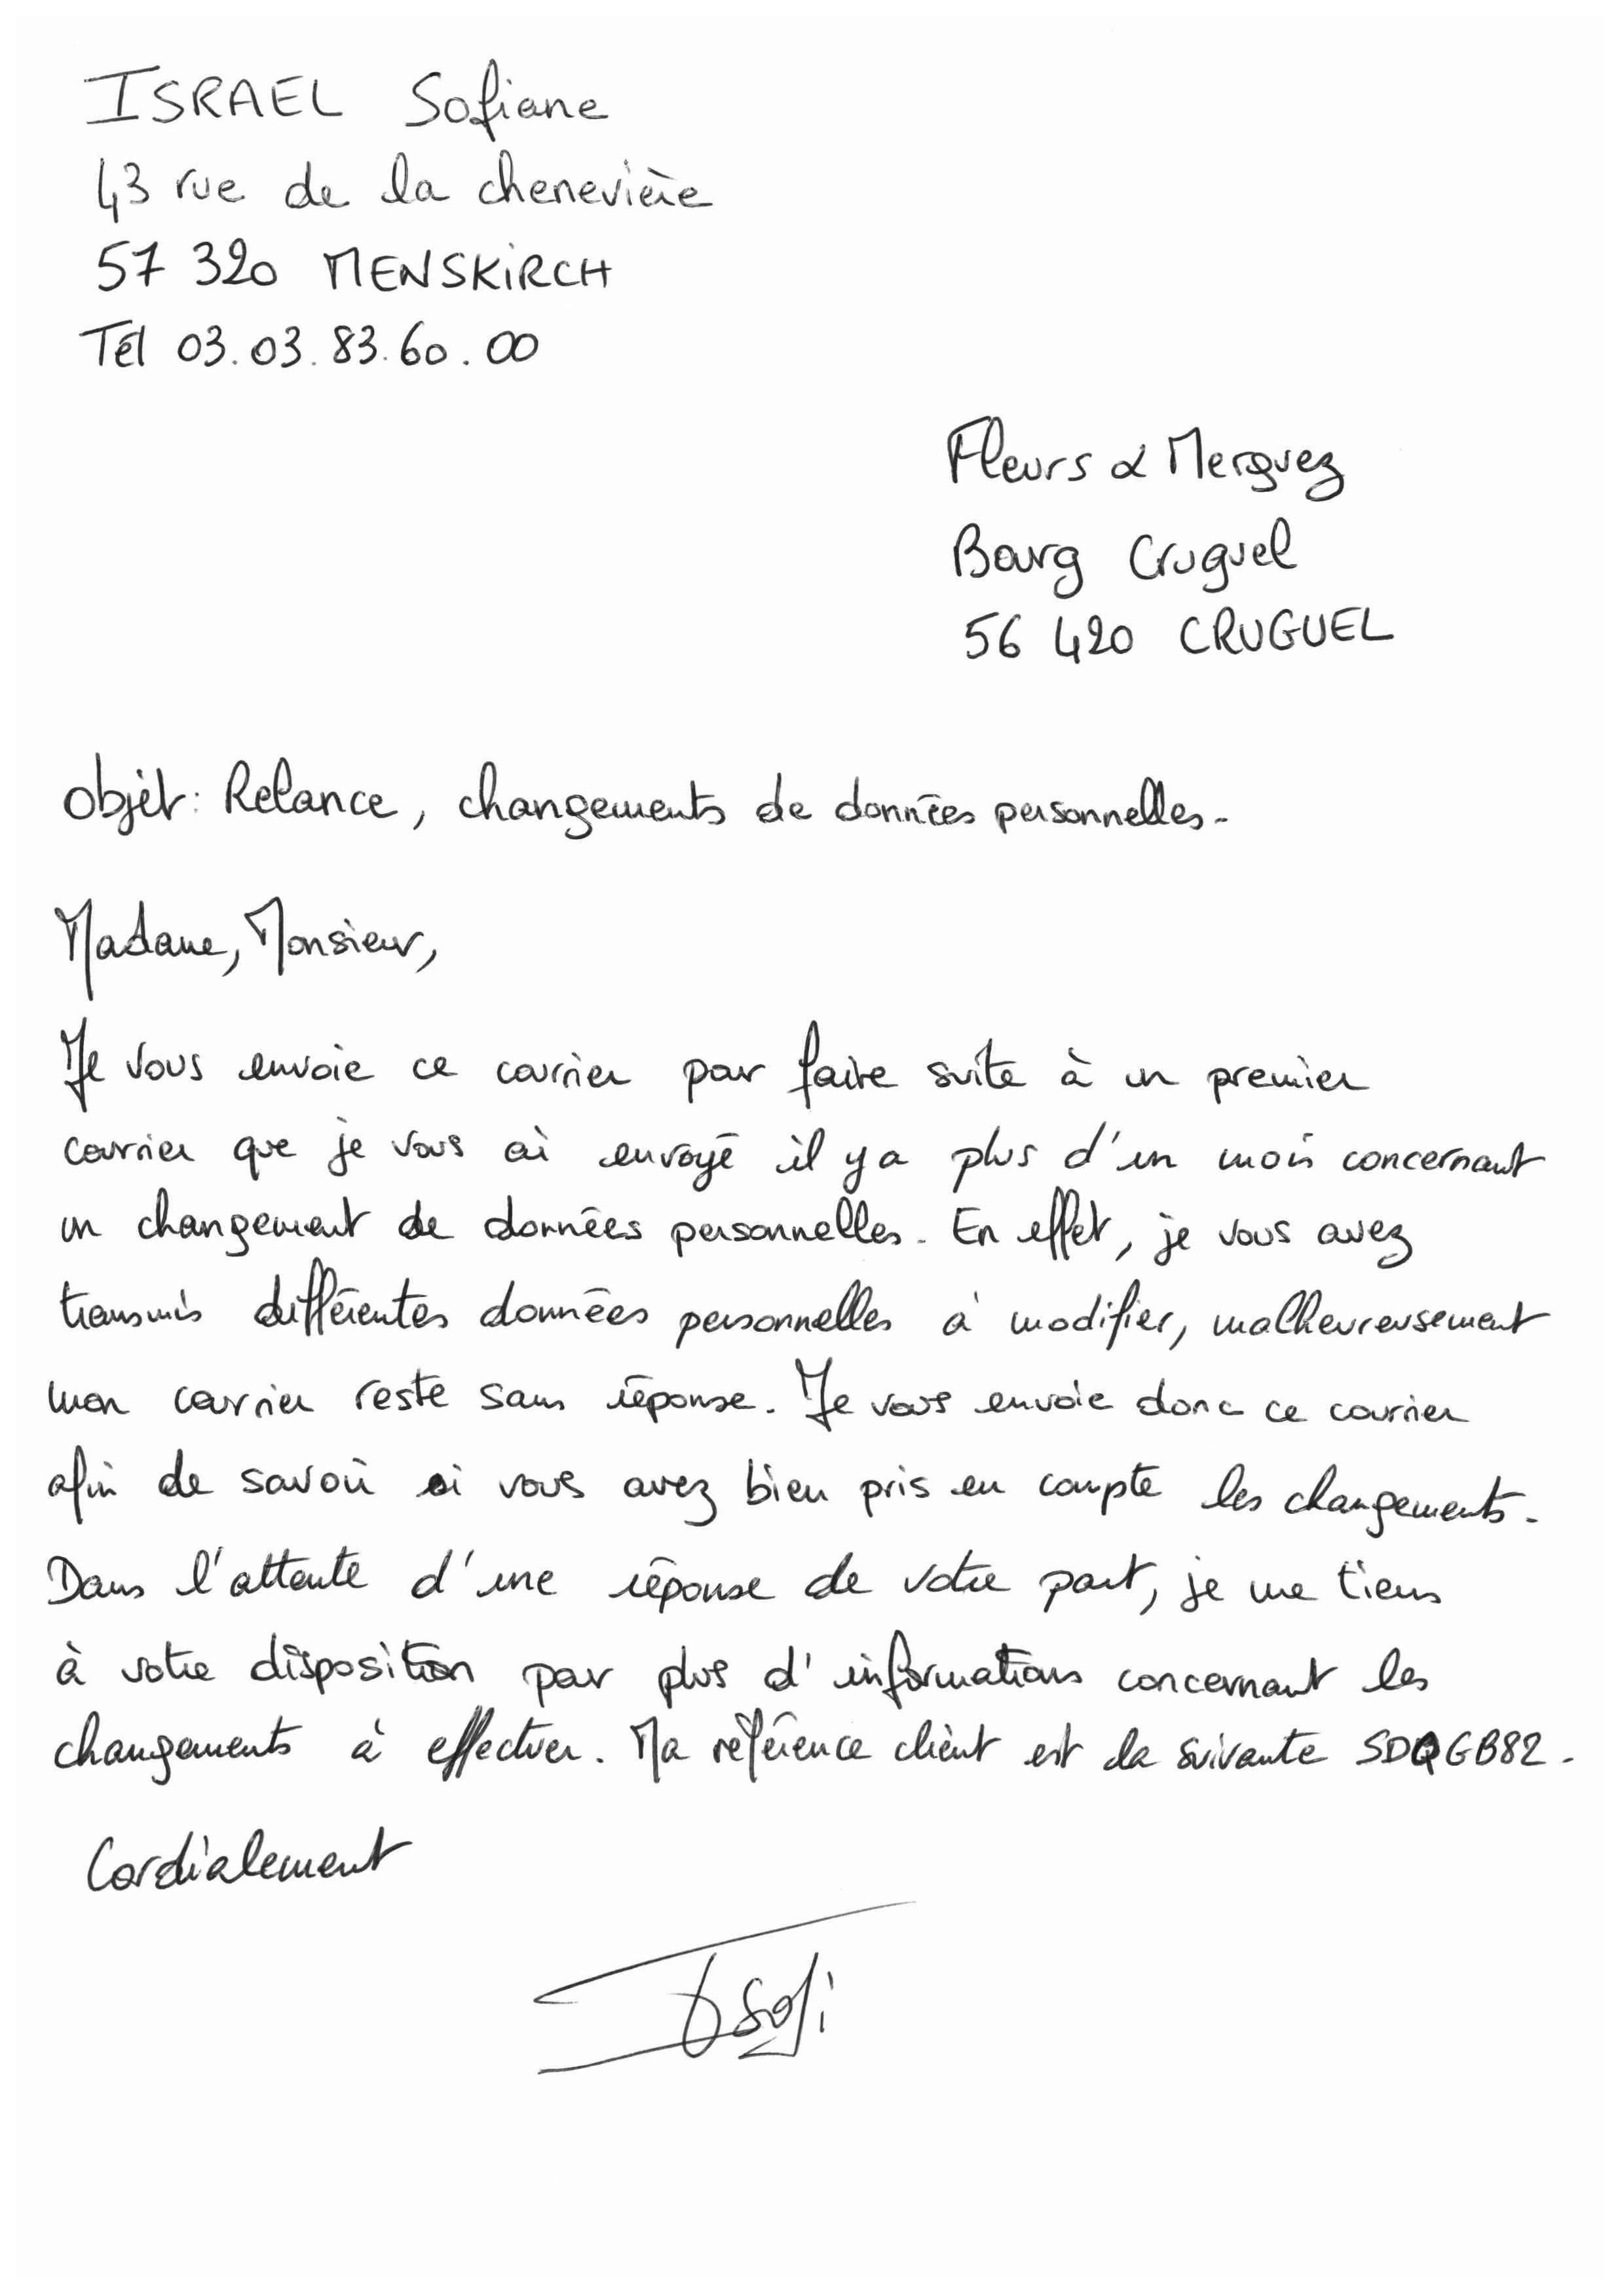 ISRAEL Sofiane
43 rue de la chenevière
57 320 MENSKIRCH
Tél 03.03.83.60.00
Fleurs & Merguez
Bourg Cruguel
56 420 CRUGUEL
Objet: Relance, changements de données personnelles.
Madame, Monsieur,
Je vous envoie ce courrier pour faire suite à un premier
courrier que je vous ai envoyé il y a plus d'un mois concernant
un changement de données personnelles. En effet, je vous avez
transmis différentes données personnelles à modifier, malheureusement
mon courrier reste sans réponse. Je vous envoie donc ce courrier
afin de savoir si vous avez bien pris en compte les changements.
Dans l'attente d'une réponse de votre part, je me tiens
à votre disposition pour plus d'informations concernant les
changements à effectuer. Ma référence client est la suivante SDQGB82.
Cordialement